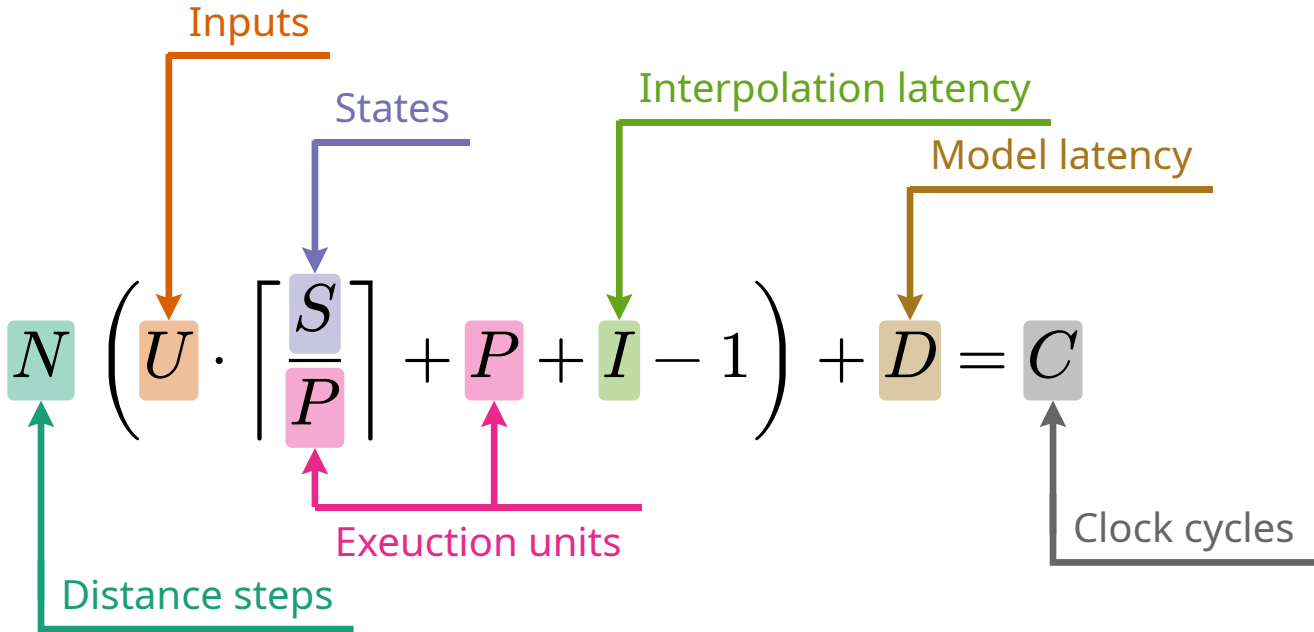 Inputs
States
Interpolation latency
Model latency
N (U · ⌈S/P⌉ + P + I − 1) + D = C
Exeuction units
Clock cycles
Distance steps